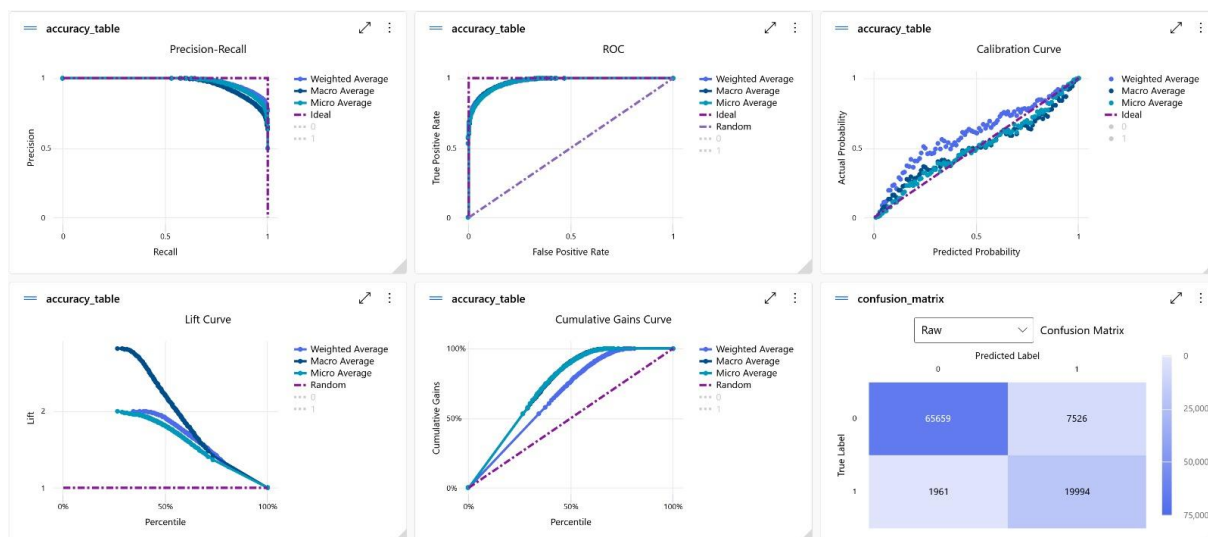 accuracy_table
Precision-Recall
Precision
1
0.5
0
0
0.5
1
Recall
Weighted Average
Macro Average
Micro Average
Ideal
0
1
accuracy_table
ROC
True Positive Rate
1
0.5
0
0
0.5
1
False Positive Rate
Weighted Average
Macro Average
Micro Average
Ideal
Random
0
1
accuracy_table
Calibration Curve
Actual Probability
1
0.5
0
0
0.5
1
Predicted Probability
Weighted Average
Macro Average
Micro Average
Ideal
0
1
accuracy_table
Lift Curve
Lift
2
1
0%
50%
100%
Percentile
Weighted Average
Macro Average
Micro Average
Random
0
1
accuracy_table
Cumulative Gains Curve
Cumulative Gains
100%
50%
0%
0%
50%
100%
Percentile
Weighted Average
Macro Average
Micro Average
Random
0
1
confusion_matrix
Raw Confusion Matrix
Predicted Label
0 1
True Label
0 65659 7526
1 1961 19994
0
25,000
50,000
75,000